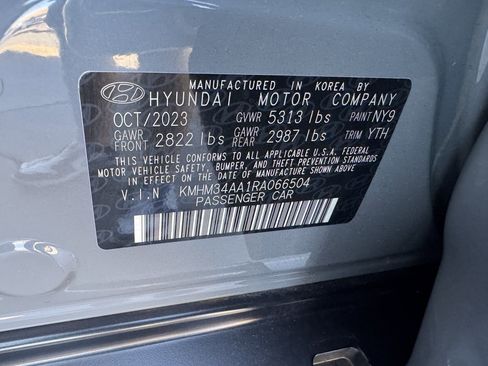 MANUFACTURED IN KOREA BY
HYUNDAI MOTOR COMPANY
OCT/2023 GVWR 5313 lbs PAINT NY9
GAWR FRONT 2822 lbs GAWR REAR 2987 lbs TRIM YTH
THIS VEHICLE CONFORMS TO ALL APPLICABLE U.S.A. FEDERAL
MOTOR VEHICLE SAFETY, BUMPER, AND THEFT PREVENTION STANDARDS
IN EFFECT ON THE DATE OF MANUFACTURE SHOWN ABOVE
V.I.N KMHM34AA1RA066504
PASSENGER CAR